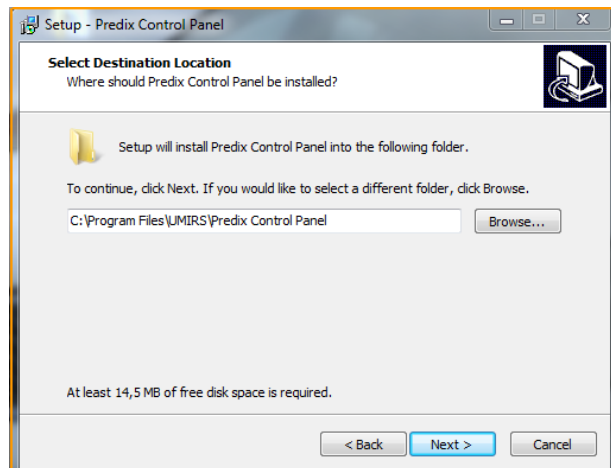 Setup - Predix Control Panel
Select Destination Location
Where should Predix Control Panel be installed?
Setup will install Predix Control Panel into the following folder.
To continue, click Next. If you would like to select a different folder, click Browse.
C:\Program Files\UMIRS\Predix Control Panel
Browse...
At least 14,5 MB of free disk space is required.
< Back
Next >
Cancel